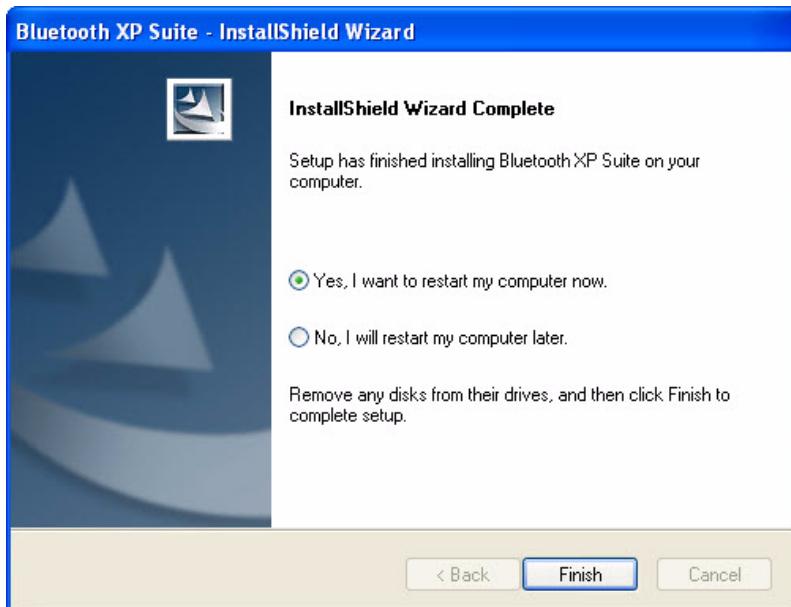 Bluetooth XP Suite - InstallShield Wizard
InstallShield Wizard Complete
Setup has finished installing Bluetooth XP Suite on your
computer.
Yes, I want to restart my computer now.
No, I will restart my computer later.
Remove any disks from their drives, and then click Finish to
complete setup.
< Back Finish Cancel